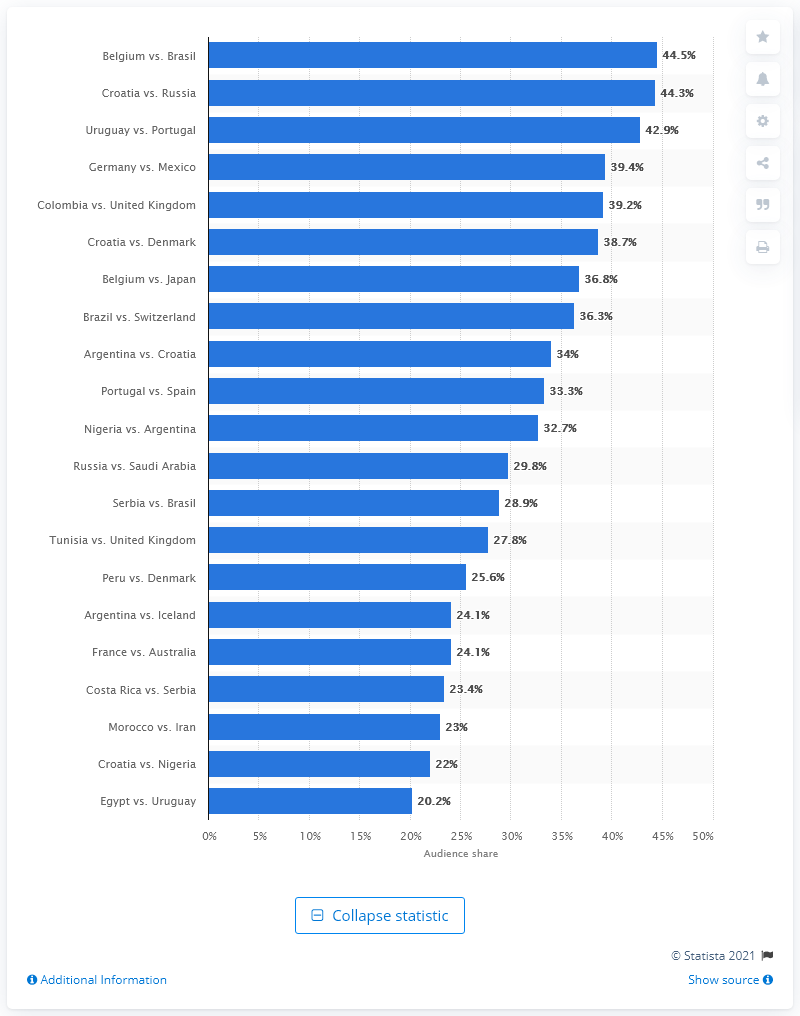 Belgium vs. Brasil 44.5%
Croatia vs. Russia 44.3%
Uruguay vs. Portugal 42.9%
Germany vs. Mexico 39.4%
Colombia vs. United Kingdom 39.2%
Croatia vs. Denmark 38.7%
Belgium vs. Japan 36.8%
Brazil vs. Switzerland 36.3%
Argentina vs. Croatia 34%
Portugal vs. Spain 33.3%
Nigeria vs. Argentina 32.7%
Russia vs. Saudi Arabia 29.8%
Serbia vs. Brasil 28.9%
Tunisia vs. United Kingdom 27.8%
Peru vs. Denmark 25.6%
Argentina vs. Iceland 24.1%
France vs. Australia 24.1%
Costa Rica vs. Serbia 23.4%
Morocco vs. Iran 23%
Croatia vs. Nigeria 22%
Egypt vs. Uruguay 20.2%
0% 5% 10% 15% 20% 25% 30% 35% 40% 45% 50%
Audience share
Collapse statistic
© Statista 2021
Additional Information Show source